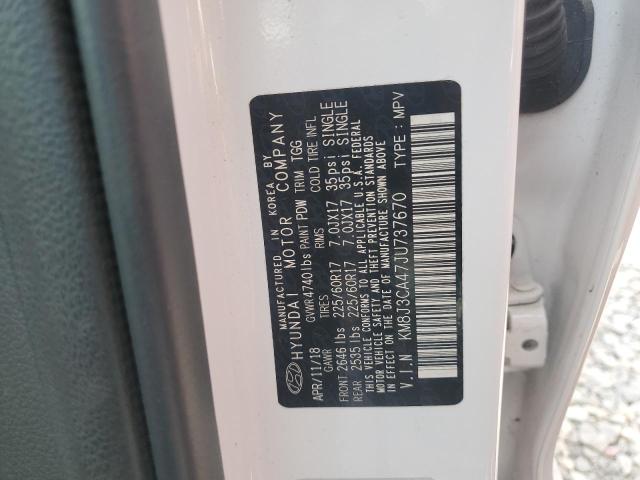 MANUFACTURED IN KOREA BY
HYUNDAI MOTOR COMPANY
APR/11/18 GVWR 4740lbs PAINT PDW TRIM TGG
GAWR TIRES RIMS COLD TIRE INFL
FRONT 2646 lbs 225/60R17 7.0JX17 35psi SINGLE
REAR 2535 lbs 225/60R17 7.0JX17 35psi SINGLE
THIS VEHICLE CONFORMS TO ALL APPLICABLE U.S.A. FEDERAL
MOTOR VEHICLE SAFETY AND THEFT PREVENTION STANDARDS
IN EFFECT ON THE DATE OF MANUFACTURE SHOWN ABOVE
V.I.N KM8J3CA47JU737670 TYPE : MPV